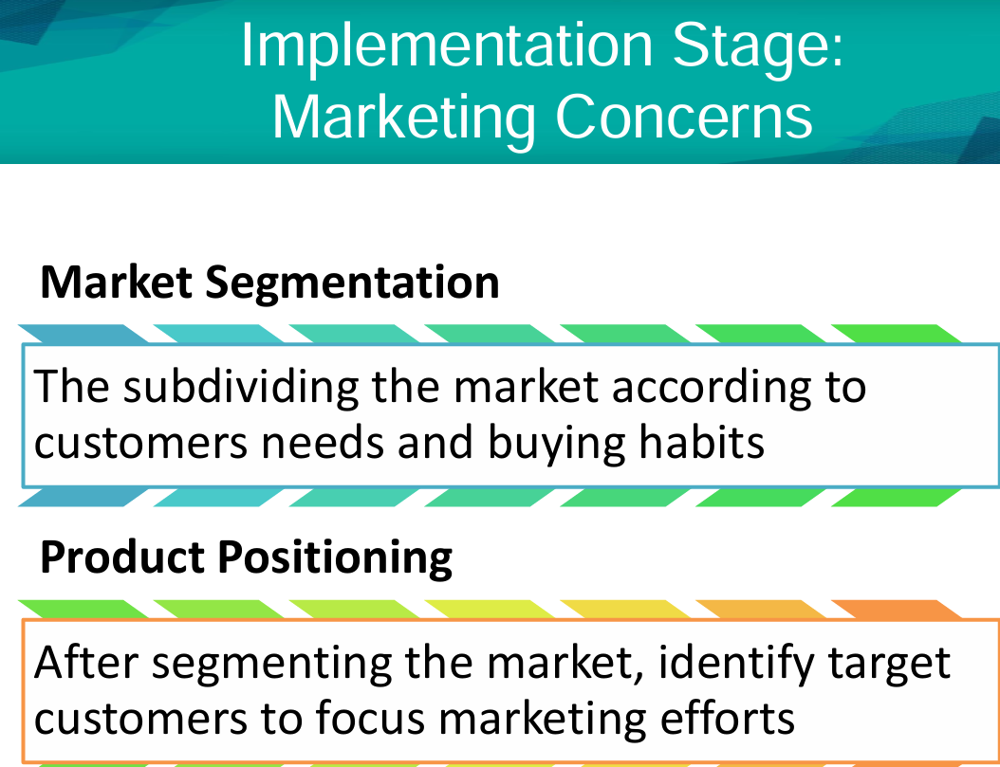 Implementation Stage:
Marketing Concerns
Market Segmentation
The subdividing the market according to
customers needs and buying habits
Product Positioning
After segmenting the market, identify target
customers to focus marketing efforts